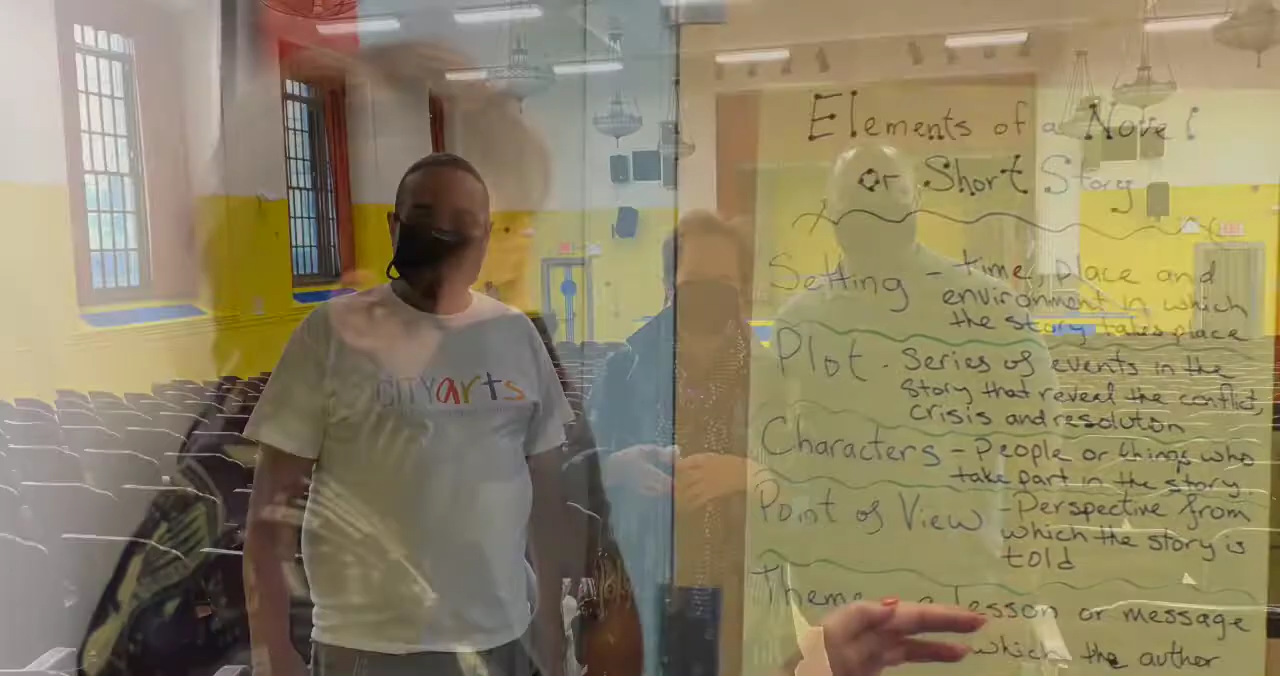 CITYarts
Elements of a Novel
or Short Story
Setting - time, place and
environment in which
the story takes place
Plot - Series of events in the
story that reveal the conflict,
crisis and resoluton
Characters - People or things who
take part in the story.
Point of View - Perspective from
which the story is
told
Theme - a lesson or message
which the author